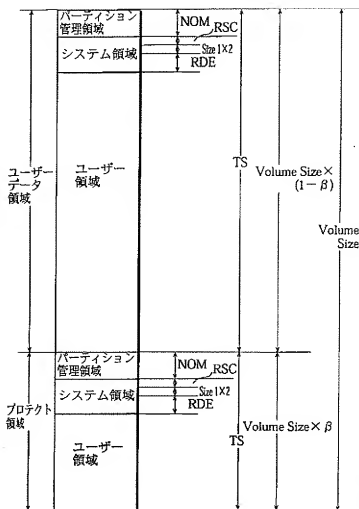 パーティション
管理領域
NOM
RSC
システム領域
Size 1×2
RDE
ユーザー
データ
領域
ユーザー
領域
TS
Volume Size×
(1−β)
Volume
Size
パーティション
管理領域
NOM
RSC
システム領域
Size 1×2
RDE
プロテクト
領域
ユーザー
領域
TS
Volume Size×β